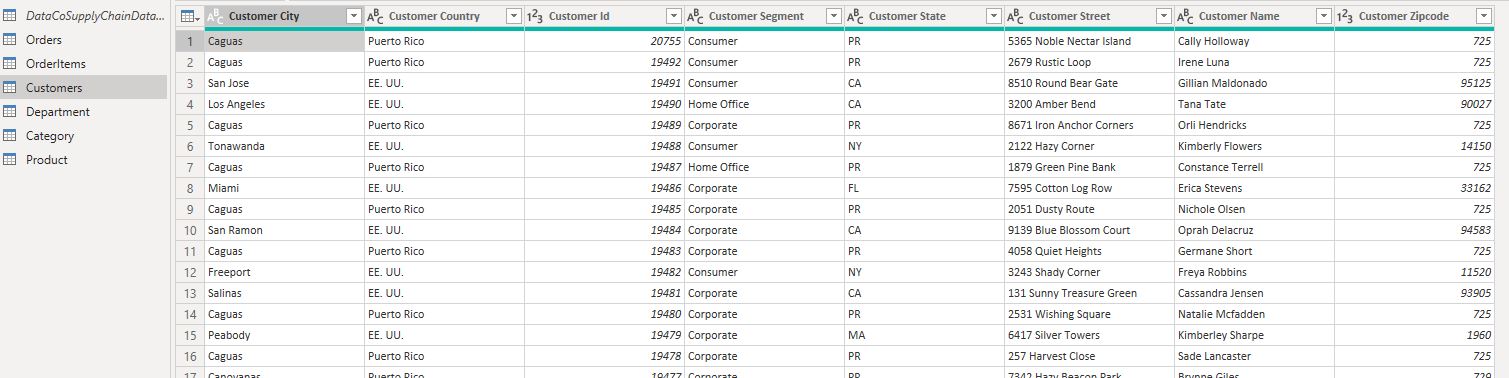 DataCoSupplyChainData...
Orders
OrderItems
Customers
Department
Category
Product
ABC Customer City ABC Customer Country 123 Customer Id ABC Customer Segment ABC Customer State ABC Customer Street ABC Customer Name 123 Customer Zipcode
1 Caguas Puerto Rico 20755 Consumer PR 5365 Noble Nectar Island Cally Holloway 725
2 Caguas Puerto Rico 19492 Consumer PR 2679 Rustic Loop Irene Luna 725
3 San Jose EE. UU. 19491 Consumer CA 8510 Round Bear Gate Gillian Maldonado 95125
4 Los Angeles EE. UU. 19490 Home Office CA 3200 Amber Bend Tana Tate 90027
5 Caguas Puerto Rico 19489 Corporate PR 8671 Iron Anchor Corners Orli Hendricks 725
6 Tonawanda EE. UU. 19488 Consumer NY 2122 Hazy Corner Kimberly Flowers 14150
7 Caguas Puerto Rico 19487 Home Office PR 1879 Green Pine Bank Constance Terrell 725
8 Miami EE. UU. 19486 Corporate FL 7595 Cotton Log Row Erica Stevens 33162
9 Caguas Puerto Rico 19485 Corporate PR 2051 Dusty Route Nichole Olsen 725
10 San Ramon EE. UU. 19484 Corporate CA 9139 Blue Blossom Court Oprah Delacruz 94583
11 Caguas Puerto Rico 19483 Corporate PR 4058 Quiet Heights Germane Short 725
12 Freeport EE. UU. 19482 Consumer NY 3243 Shady Corner Freya Robbins 11520
13 Salinas EE. UU. 19481 Corporate CA 131 Sunny Treasure Green Cassandra Jensen 93905
14 Caguas Puerto Rico 19480 Corporate PR 2531 Wishing Square Natalie Mcfadden 725
15 Peabody EE. UU. 19479 Corporate MA 6417 Silver Towers Kimberley Sharpe 1960
16 Caguas Puerto Rico 19478 Corporate PR 257 Harvest Close Sade Lancaster 725
17 Canovanas Puerto Rico 19477 Corporate PR 7342 Hazy Beacon Park Brynne Giles 729